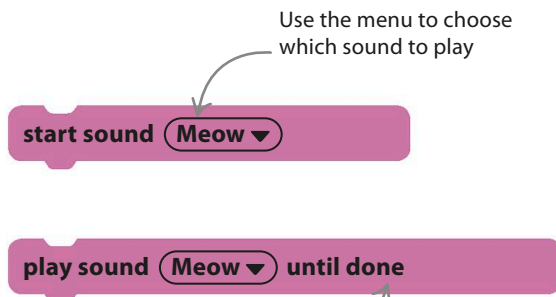 Use the menu to choose
which sound to play
start sound Meow
play sound Meow until done